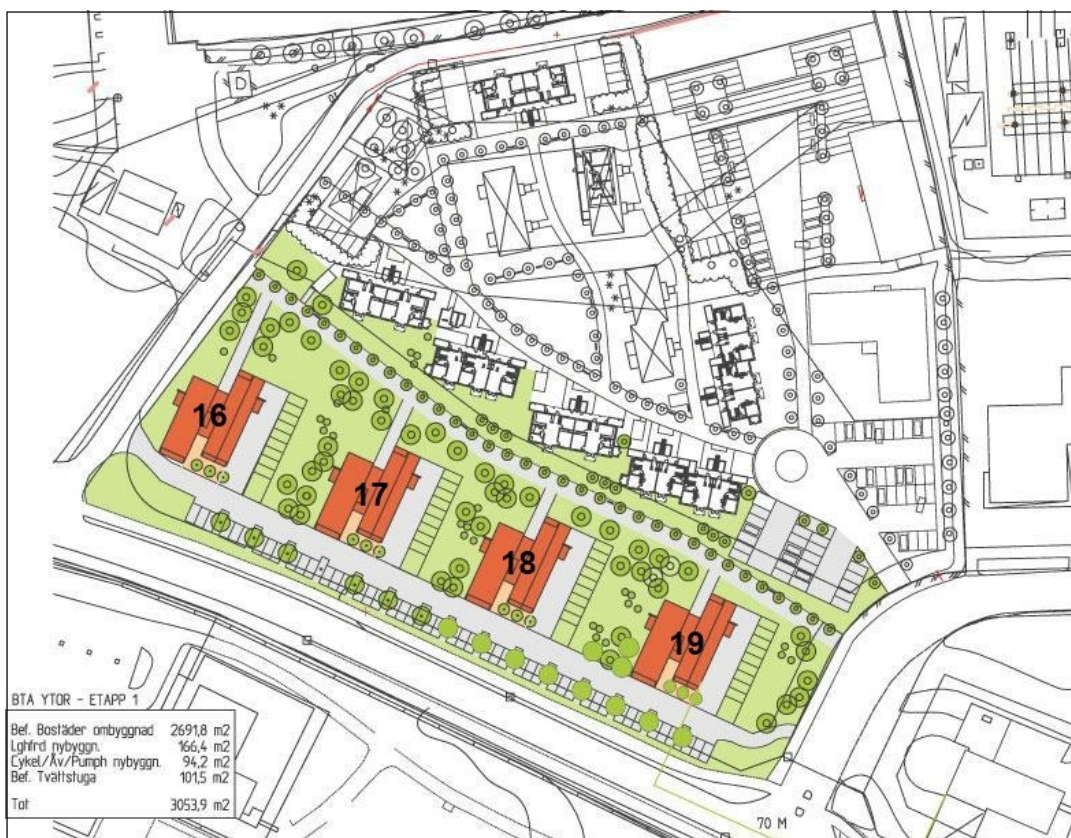 D
16
17
18
19
BTA YTOR - ETAPP 1
Bef. Bostäder ombyggnad 2691,8 m2
Lghfrd nybyggn. 166,4 m2
Cykel/Åv/Pumph nybyggn. 94,2 m2
Bef. Tvättstuga 101,5 m2
Tot 3053,9 m2
70 M